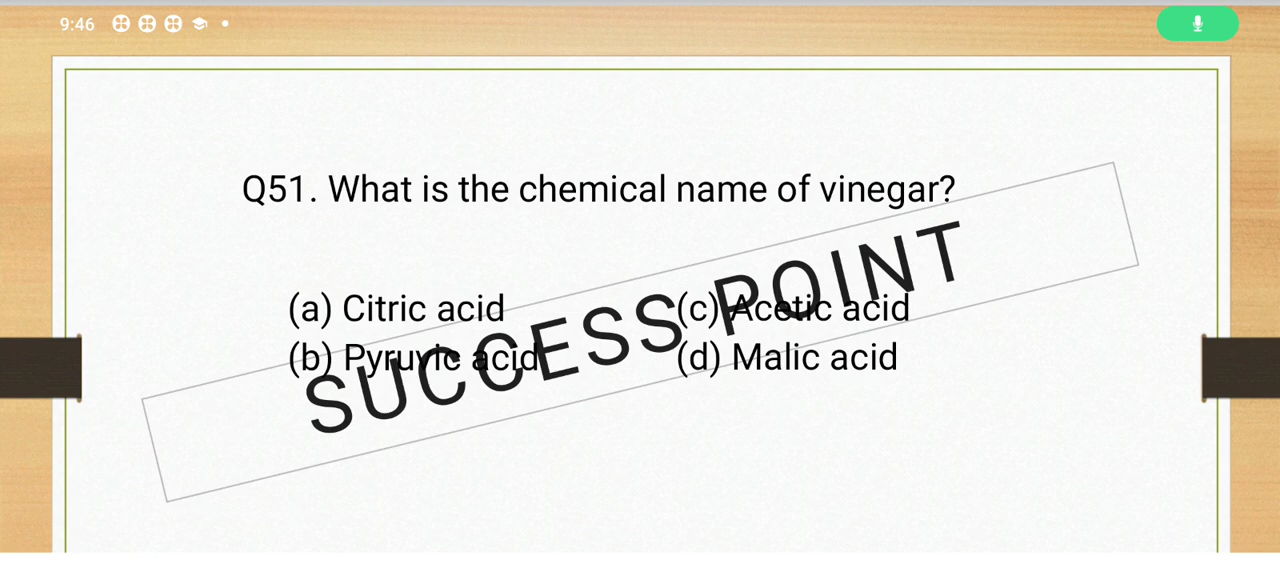 9:46
Q51. What is the chemical name of vinegar?
(a) Citric acid (c) Acetic acid
(b) Pyruvic acid (d) Malic acid
SUCCESS POINT